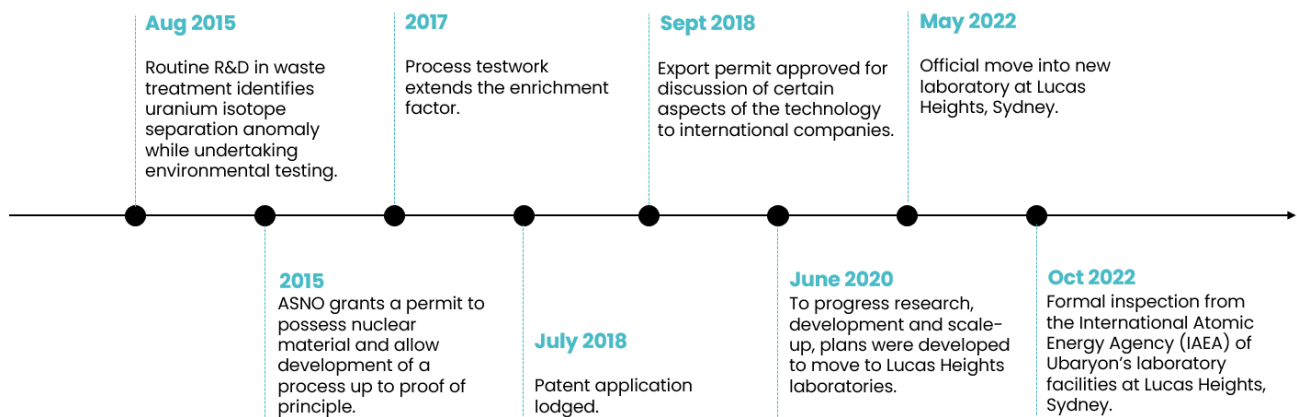 Aug 2015
Routine R&D in waste
treatment identifies
uranium isotope
separation anomaly
while undertaking
environmental testing.
2015
ASNO grants a permit to
possess nuclear
material and allow
development of a
process up to proof of
principle.
2017
Process testwork
extends the enrichment
factor.
July 2018
Patent application
lodged.
Sept 2018
Export permit approved for
discussion of certain
aspects of the technology
to international companies.
June 2020
To progress research,
development and scale-
up, plans were developed
to move to Lucas Heights
laboratories.
May 2022
Official move into new
laboratory at Lucas
Heights, Sydney.
Oct 2022
Formal inspection from
the International Atomic
Energy Agency (IAEA) of
Ubaryon’s laboratory
facilities at Lucas Heights,
Sydney.